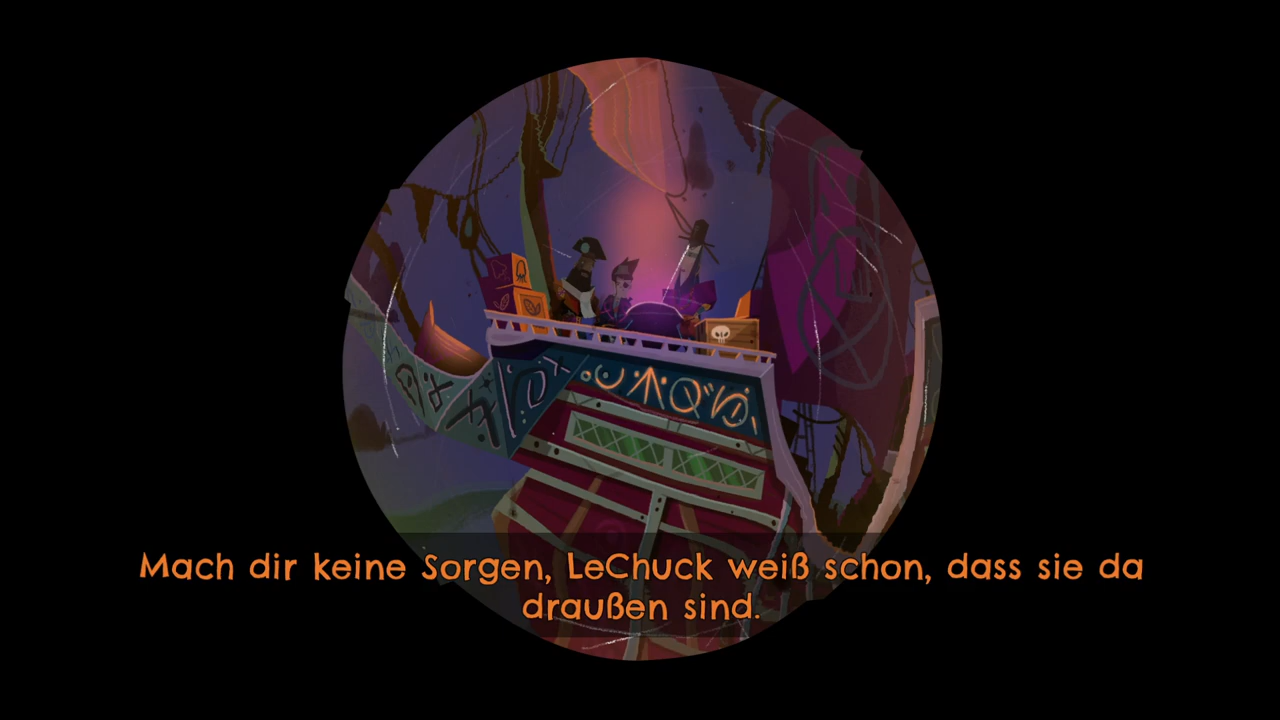 Mach dir keine Sorgen, LeChuck weiß schon, dass sie da
draußen sind.